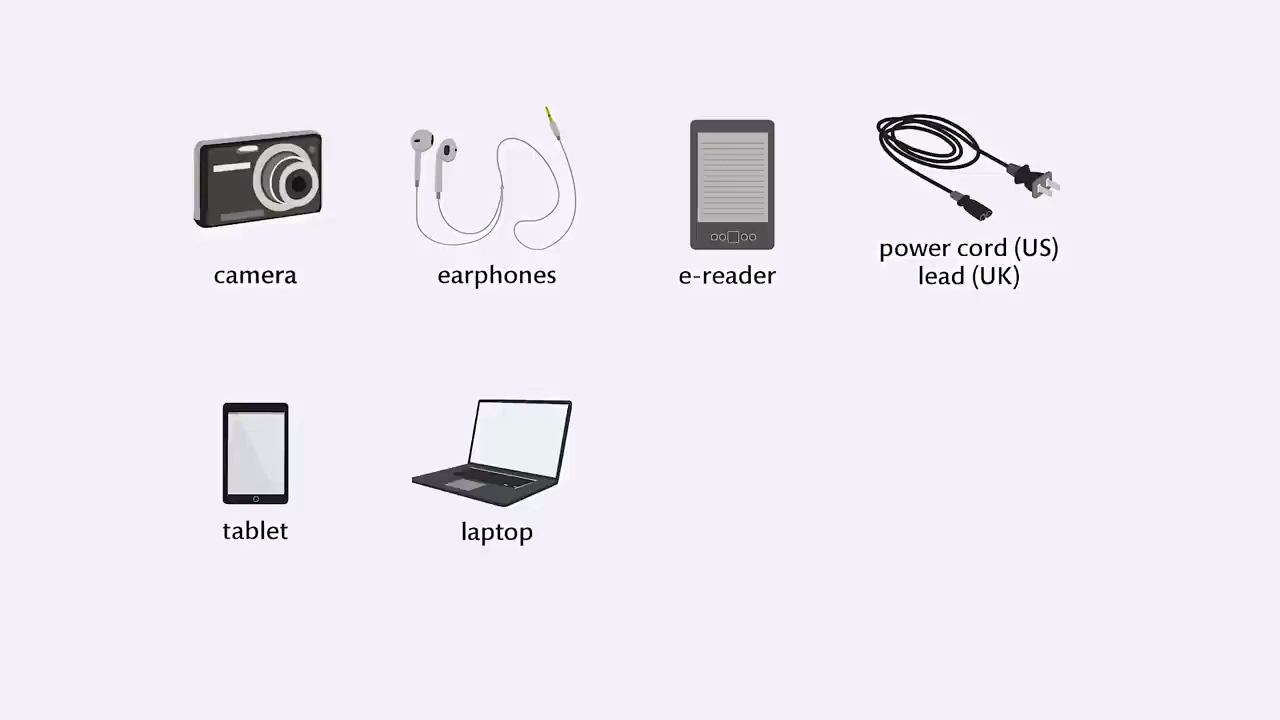 camera
earphones
e-reader
power cord (US)
lead (UK)
tablet
laptop